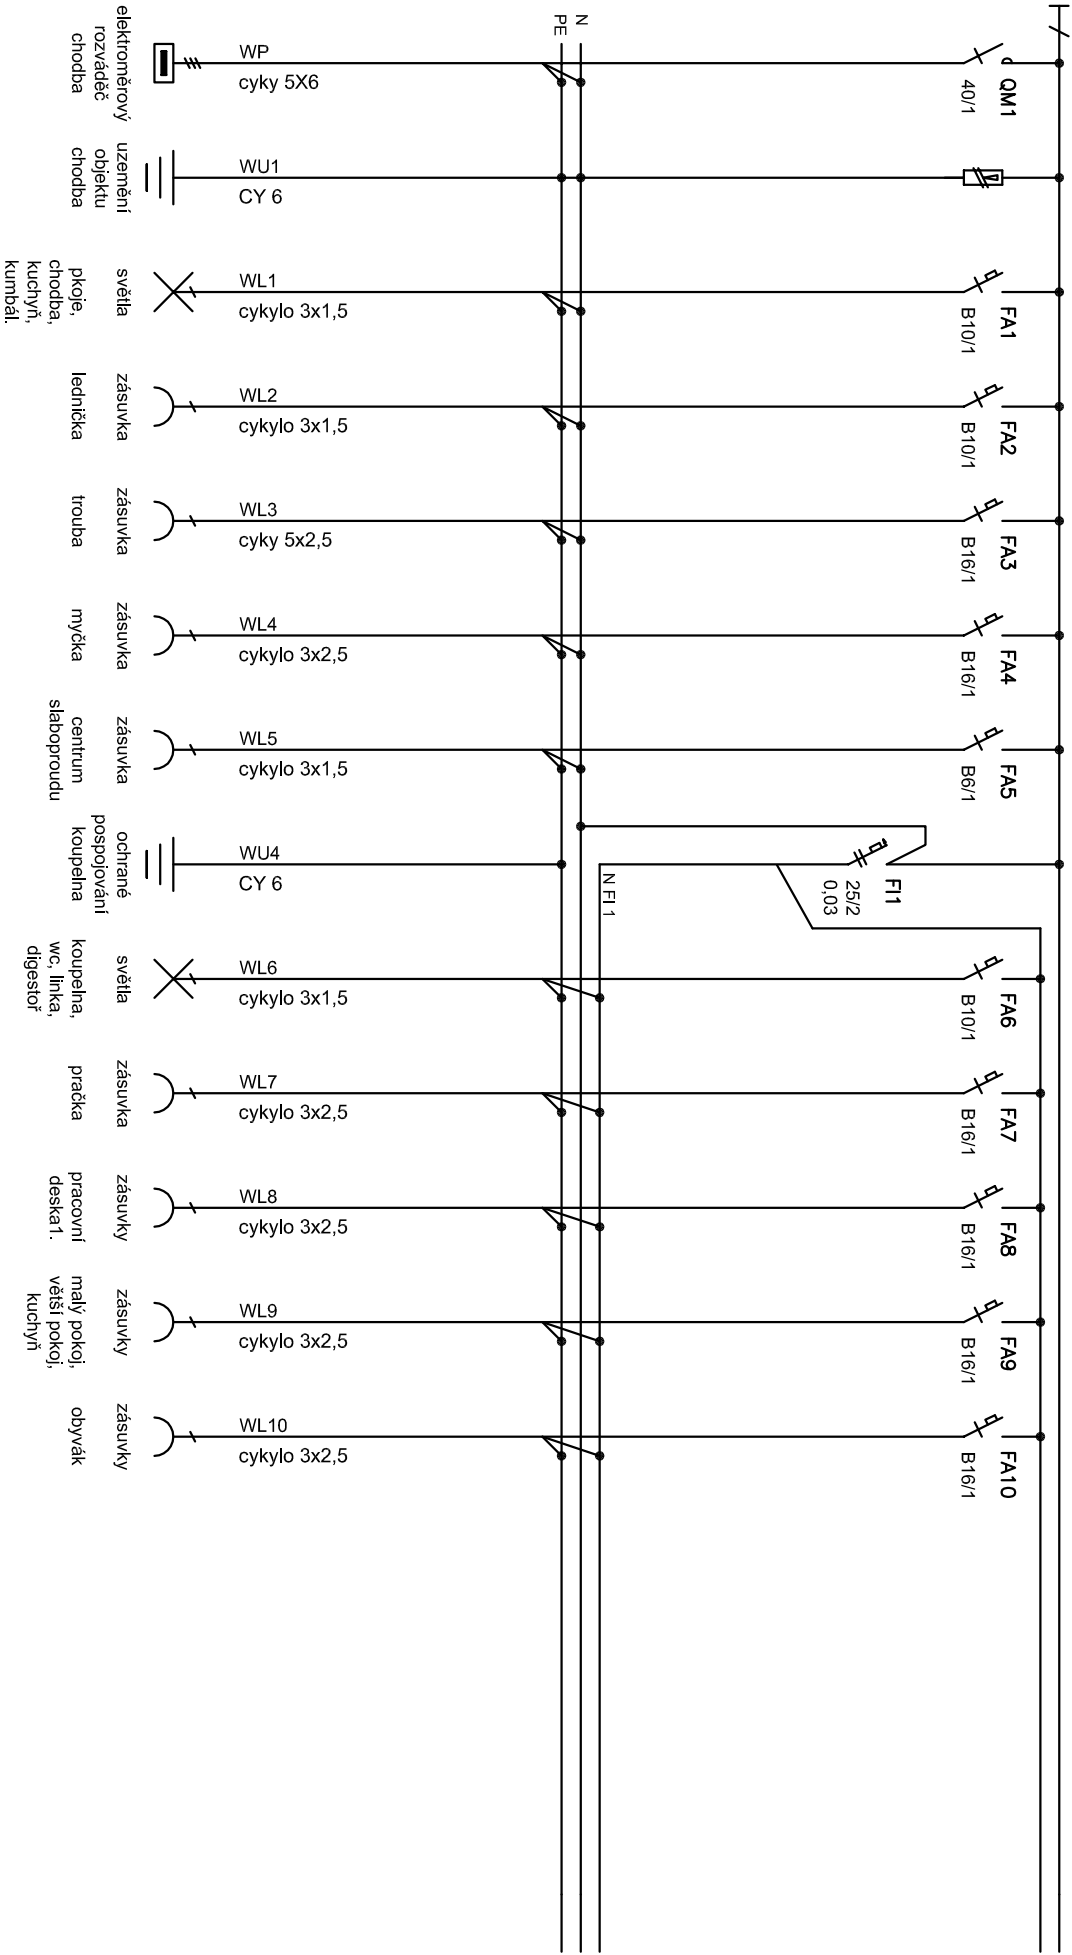 elektroměrový
rozváděč
chodba
WP
cyky 5X6
N
PE
QM1
40/1
uzemění
objektu
chodba
WU1
CY 6
světla
pkoje,
chodba,
kuchyň,
kumbál.
WL1
cykylo 3x1,5
FA1
B10/1
zásuvka
lednička
WL2
cykylo 3x1,5
FA2
B10/1
zásuvka
trouba
WL3
cyky 5x2,5
FA3
B16/1
zásuvka
myčka
WL4
cykylo 3x2,5
FA4
B16/1
zásuvka
centrum
slaboproudu
WL5
cykylo 3x1,5
FA5
B6/1
ochrané
pospojování
koupelna
WU4
CY 6
N FI 1
FI1
25/2
0,03
světla
koupelna,
wc, linka,
digestoř
WL6
cykylo 3x1,5
FA6
B10/1
zásuvka
pračka
WL7
cykylo 3x2,5
FA7
B16/1
zásuvky
pracovní
deska1.
WL8
cykylo 3x2,5
FA8
B16/1
zásuvky
malý pokoj,
větší pokoj,
kuchyň
WL9
cykylo 3x2,5
FA9
B16/1
zásuvky
obyvák
WL10
cykylo 3x2,5
FA10
B16/1